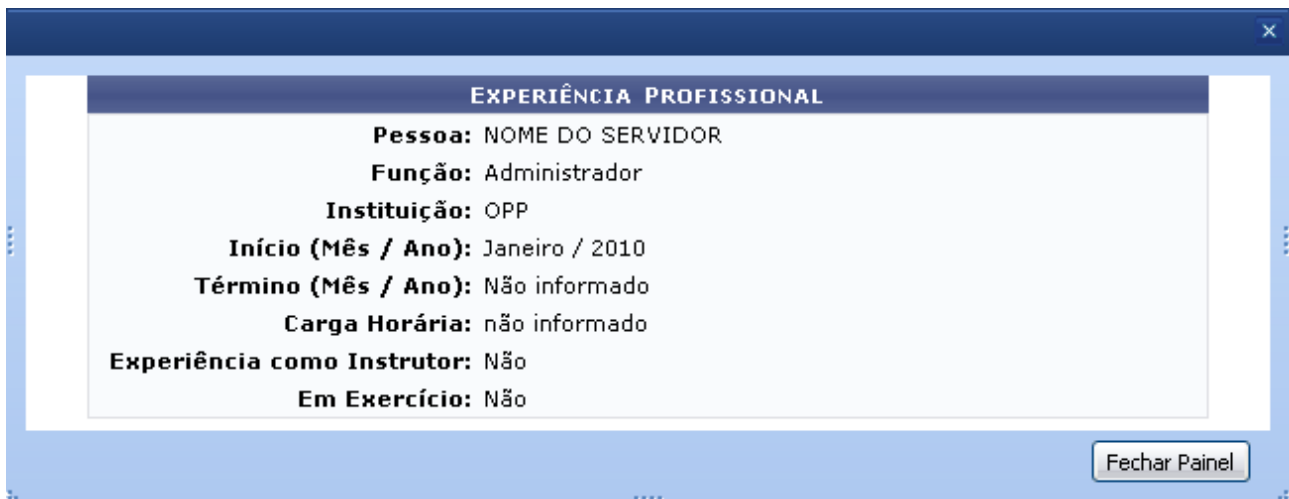 EXPERIÊNCIA PROFISSIONAL
Pessoa: NOME DO SERVIDOR
Função: Administrador
Instituição: OPP
Início (Mês / Ano): Janeiro / 2010
Término (Mês / Ano): Não informado
Carga Horária: não informado
Experiência como Instrutor: Não
Em Exercício: Não
Fechar Painel